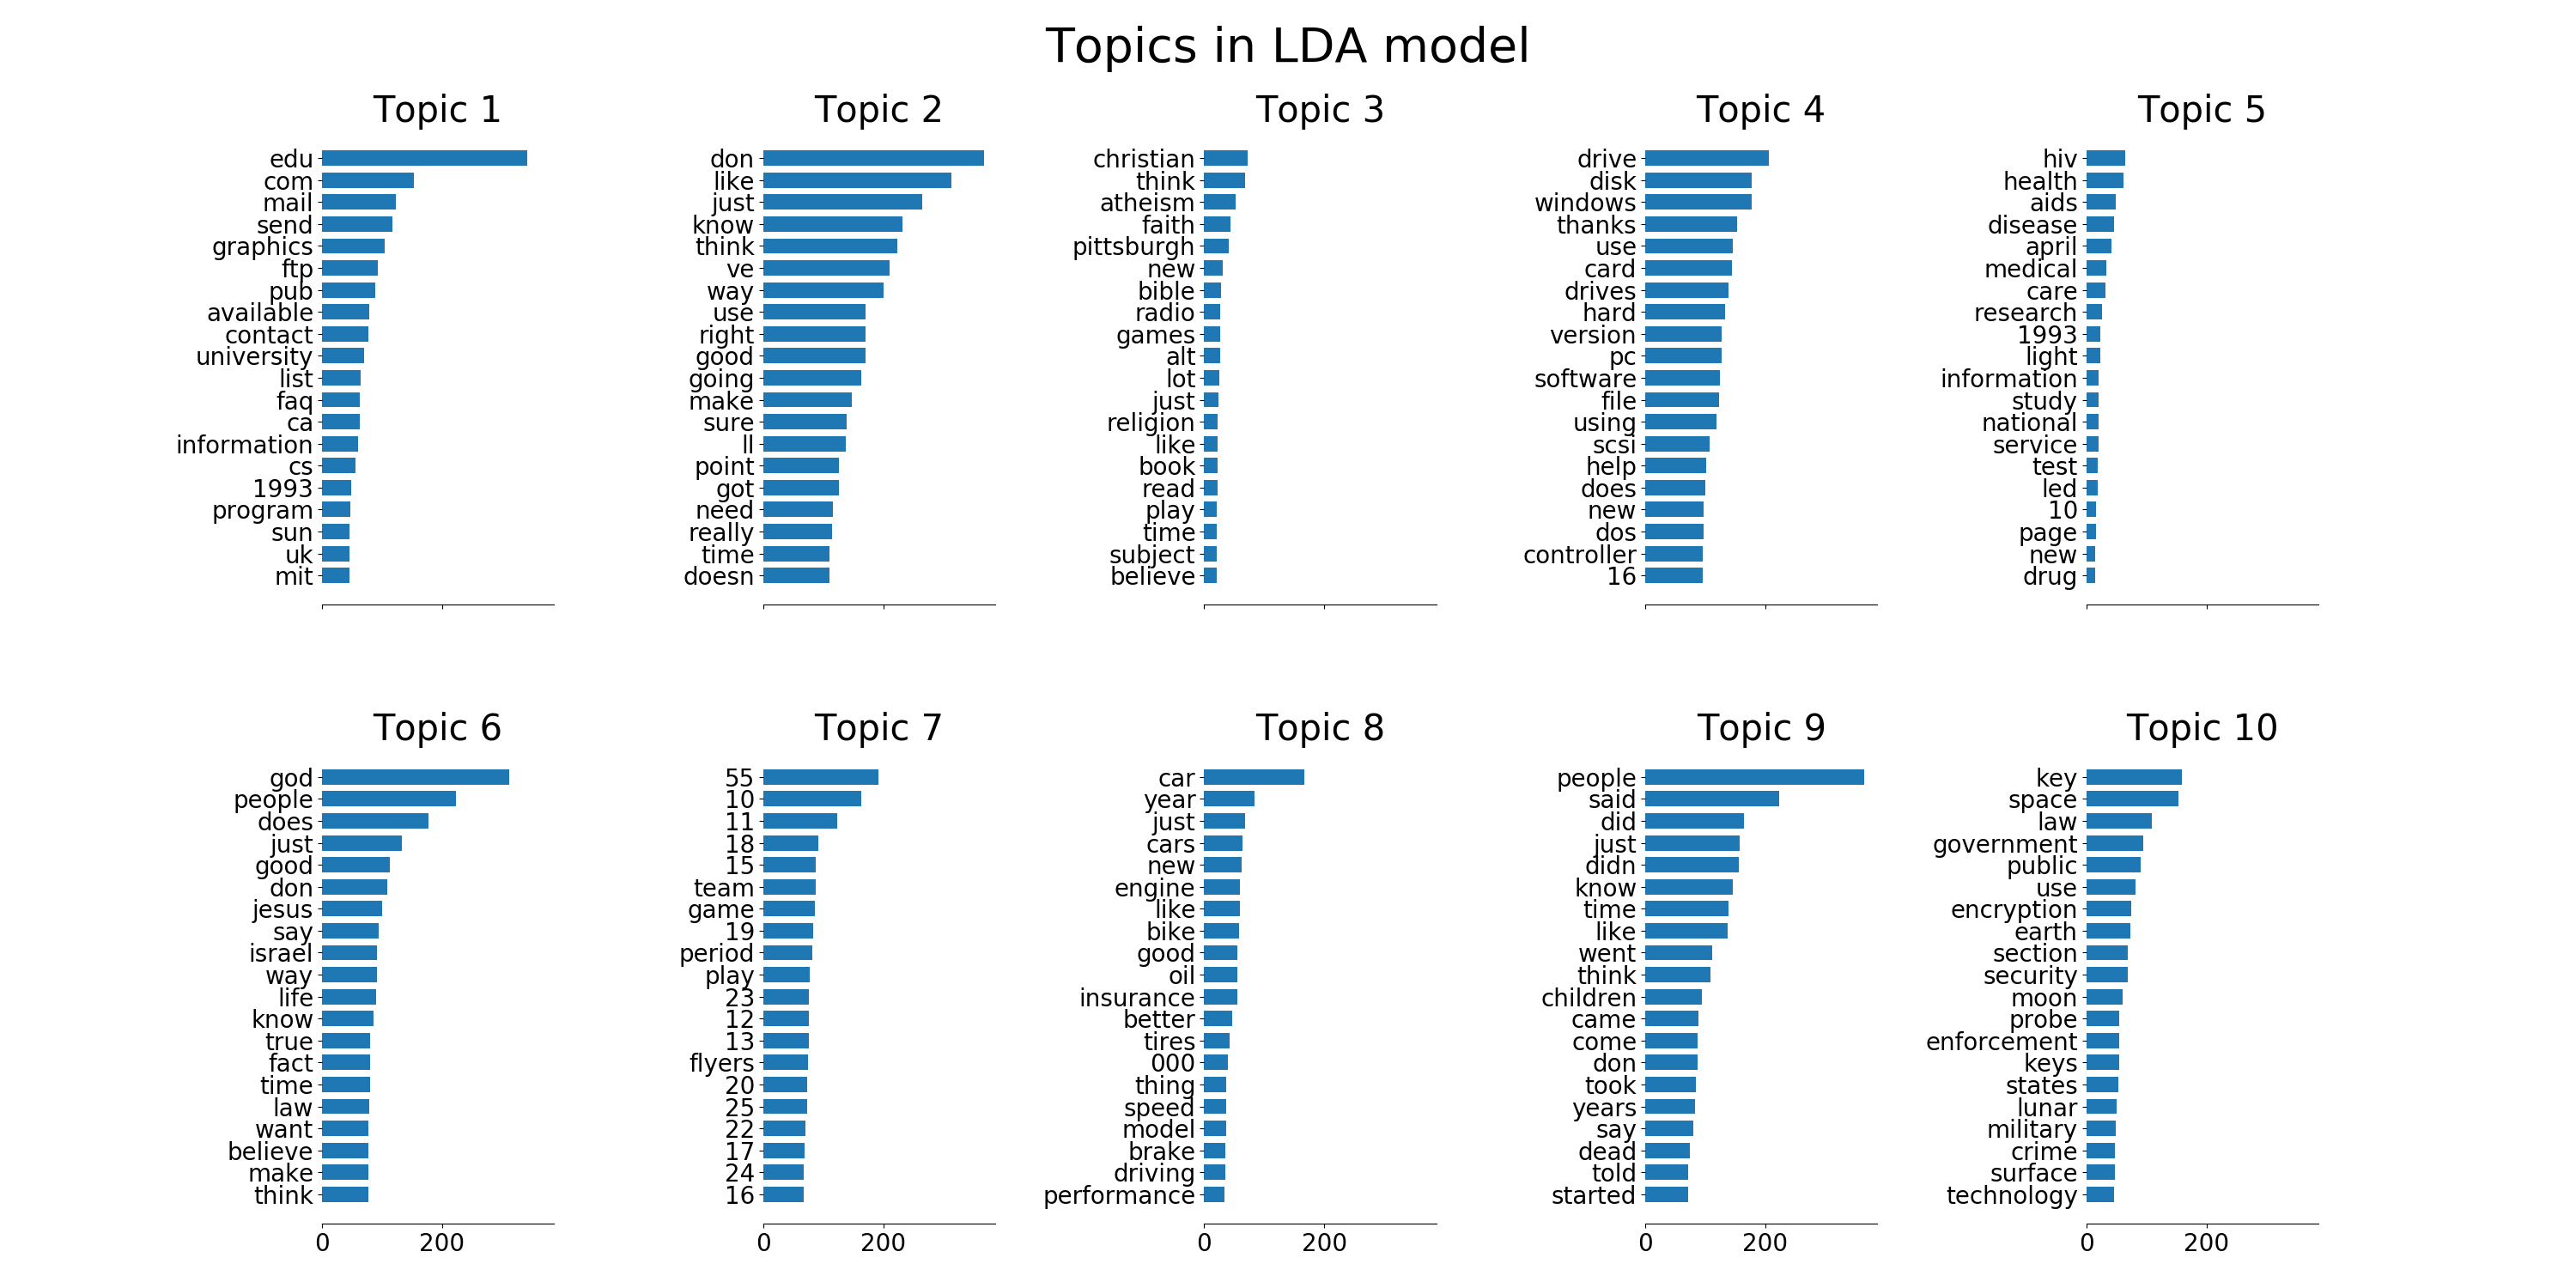 Topics in LDA model
Topic 1
edu
com
mail
send
graphics
ftp
pub
available
contact
university
list
faq
ca
information
cs
1993
program
sun
uk
mit
Topic 2
don
like
just
know
think
ve
way
use
right
good
going
make
sure
ll
point
got
need
really
time
doesn
Topic 3
christian
think
atheism
faith
pittsburgh
new
bible
radio
games
alt
lot
just
religion
like
book
read
play
time
subject
believe
Topic 4
drive
disk
windows
thanks
use
card
drives
hard
version
pc
software
file
using
scsi
help
does
new
dos
controller
16
Topic 5
hiv
health
aids
disease
april
medical
care
research
1993
light
information
study
national
service
test
led
10
page
new
drug
Topic 6
god
people
does
just
good
don
jesus
say
israel
way
life
know
true
fact
time
law
want
believe
make
think
0 200
Topic 7
55
10
11
18
15
team
game
19
period
play
23
12
13
flyers
20
25
22
17
24
16
0 200
Topic 8
car
year
just
cars
new
engine
like
bike
good
oil
insurance
better
tires
000
thing
speed
model
brake
driving
performance
0 200
Topic 9
people
said
did
just
didn
know
time
like
went
think
children
came
come
don
took
years
say
dead
told
started
0 200
Topic 10
key
space
law
government
public
use
encryption
earth
section
security
moon
probe
enforcement
keys
states
lunar
military
crime
surface
technology
0 200